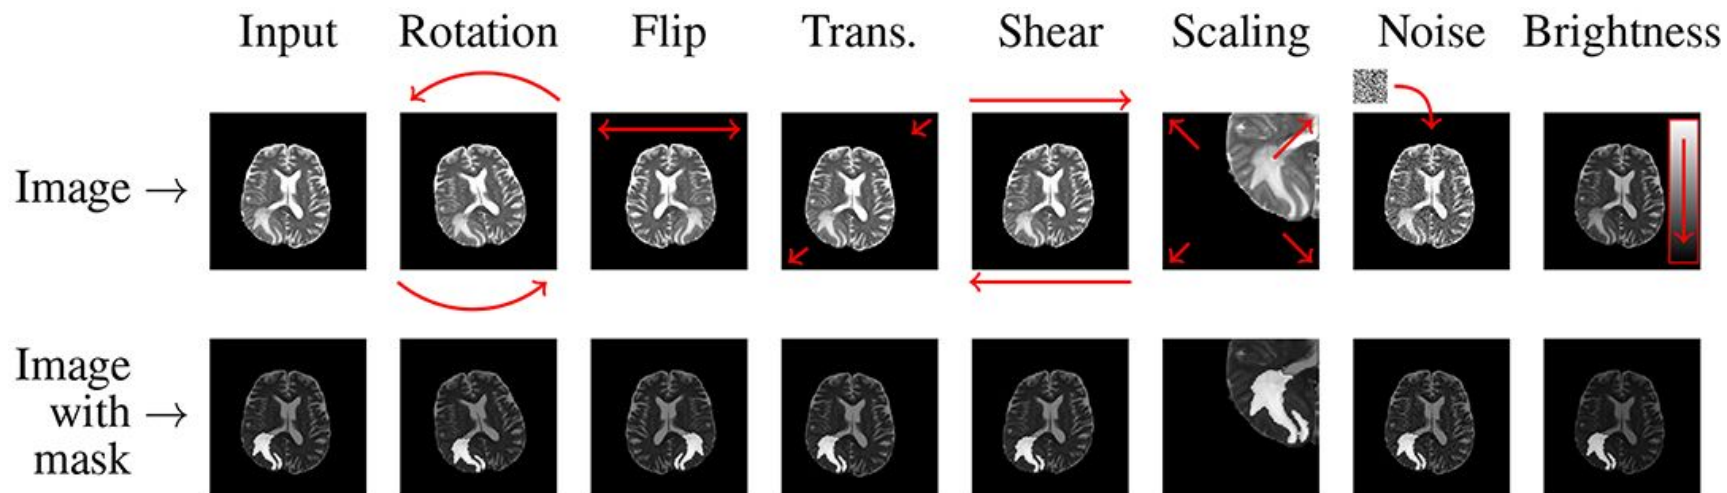 Input Rotation Flip Trans. Shear Scaling Noise Brightness
Image →
Image
with →
mask